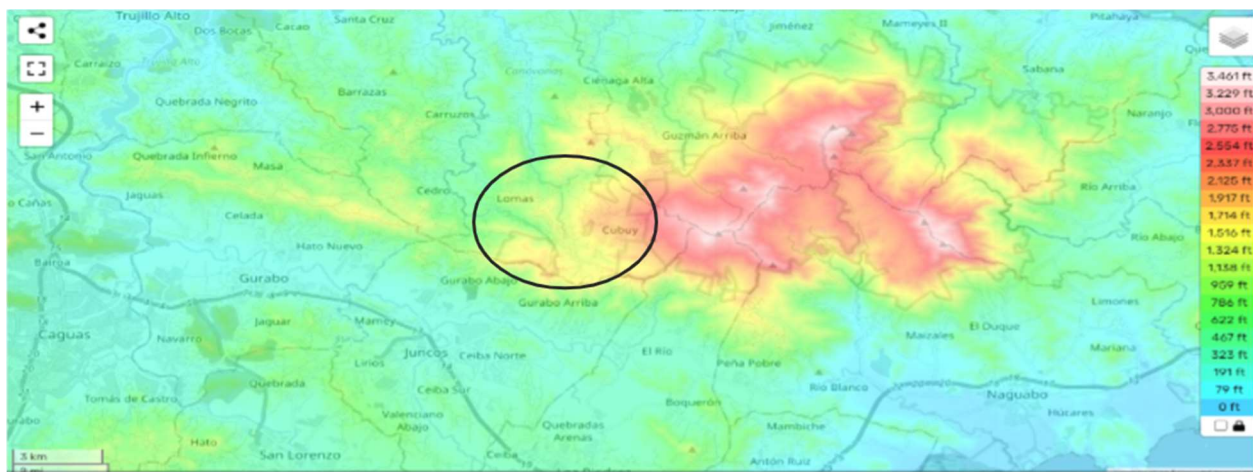 Trujillo Alto
Santa Cruz
Dos Bocas
Cacao
Jiménez
Mameyes II
Pitahaya
Carraízo
Trujillo Alto
Canóvanas
Ciénaga Alta
Sabana
Barrazas
Quebrada Negrito
Carruzos
Guzmán Arriba
Naranjo
San Antonio
Quebrada Infierno
Masa
Cedro
Lomas
Río Arriba
Jaguas
Celada
Cubuy
Río Abajo
Hato Nuevo
Bairoa
Gurabo
Gurabo Abajo
Gurabo Arriba
Limones
Jaguar
Mamey
Caguas
Navarro
Juncos
Ceiba Norte
El Río
Peña Pobre
Maizales
El Duque
Mariana
Lirios
Quebrada
Ceiba Sur
Río Blanco
Naguabo
Tomás de Castro
Valenciano
Abajo
Boquerón
Húcares
Hato
San Lorenzo
Quebradas
Arenas
Mambiche
Ceiba
Antón Ruiz
+
−
3 km
3,461 ft
3,229 ft
3,000 ft
2,775 ft
2,554 ft
2,337 ft
2,125 ft
1,917 ft
1,714 ft
1,516 ft
1,324 ft
1,138 ft
959 ft
786 ft
622 ft
467 ft
323 ft
191 ft
79 ft
0 ft